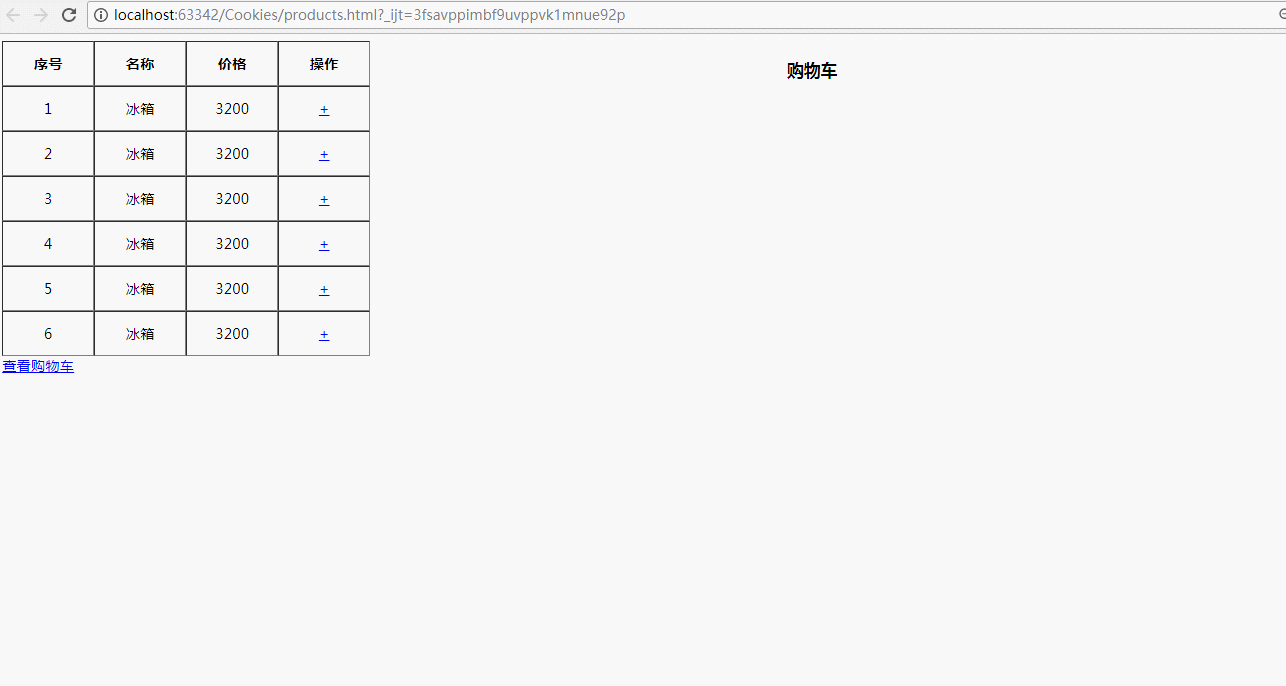 localhost:63342/Cookies/products.html?_ijt=3fsavppimbf9uvppvk1mnue92p
序号 名称 价格 操作
1 冰箱 3200 +
2 冰箱 3200 +
3 冰箱 3200 +
4 冰箱 3200 +
5 冰箱 3200 +
6 冰箱 3200 +
查看购物车
购物车